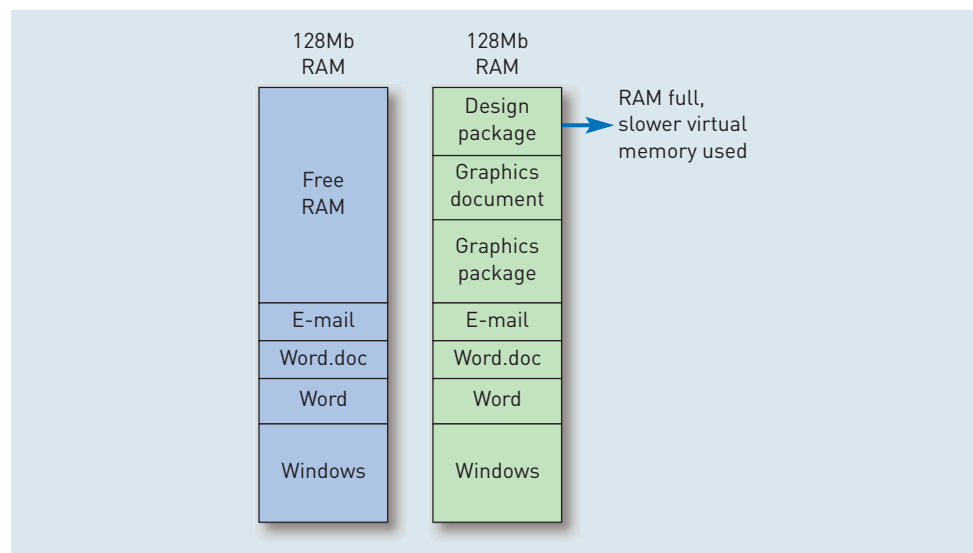 128Mb
RAM
Free
RAM
E-mail
Word.doc
Word
Windows
128Mb
RAM
Design
package
Graphics
document
Graphics
package
E-mail
Word.doc
Word
Windows
RAM full,
slower virtual
memory used